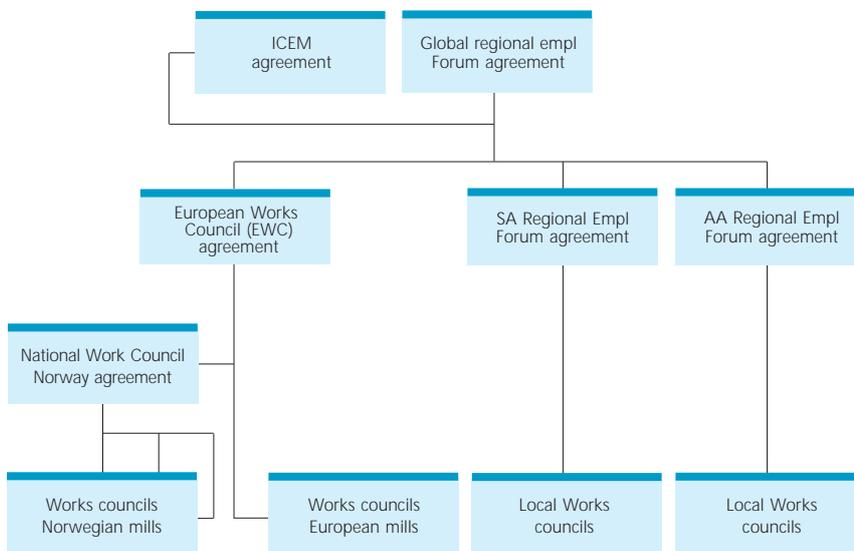 ICEM
agreement
Global regional empl
Forum agreement
European Works
Council (EWC)
agreement
SA Regional Empl
Forum agreement
AA Regional Empl
Forum agreement
National Work Council
Norway agreement
Works councils
Norwegian mills
Works councils
European mills
Local Works
councils
Local Works
councils